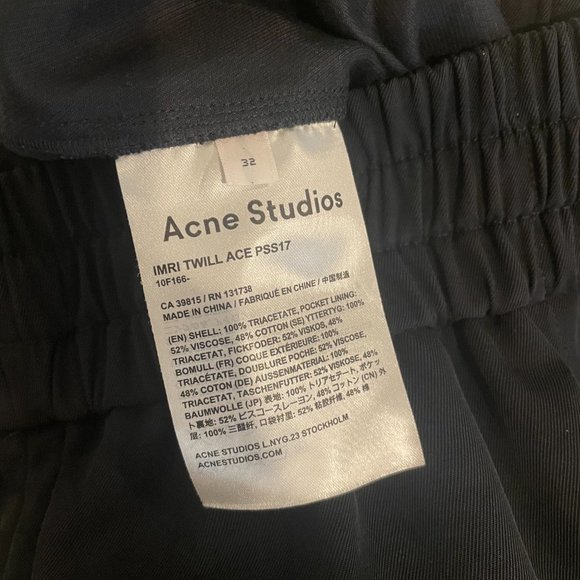 32
Acne Studios
IMRI TWILL ACE PSS17
10F166-
CA 39815 / RN 131738
MADE IN CHINA / FABRIQUÉ EN CHINE / 中国制造
(EN) SHELL: 100% TRIACETATE, POCKET LINING:
52% VISCOSE, 48% COTTON (SE) YTTERTYG: 100%
TRIACETAT, FICKFODER: 52% VISKOS, 48%
BOMULL (FR) COQUE EXTÉRIEURE: 100%
TRIACÉTATE, DOUBLURE POCHE: 52% VISCOSE,
48% COTON (DE) AUSSENMATERIAL: 100%
TRIACETAT, TASCHENFUTTER: 52% VISKOSE, 48%
BAUMWOLLE (JP) 表地: 100% トリアセテート、ポケッ
ト裏地: 52% ビスコースレーヨン, 48% コットン (CN) 外
层: 100% 三醋纤, 口袋衬里: 52% 粘胶纤维, 48% 棉
ACNE STUDIOS L.NYG.23 STOCKHOLM
ACNESTUDIOS.COM